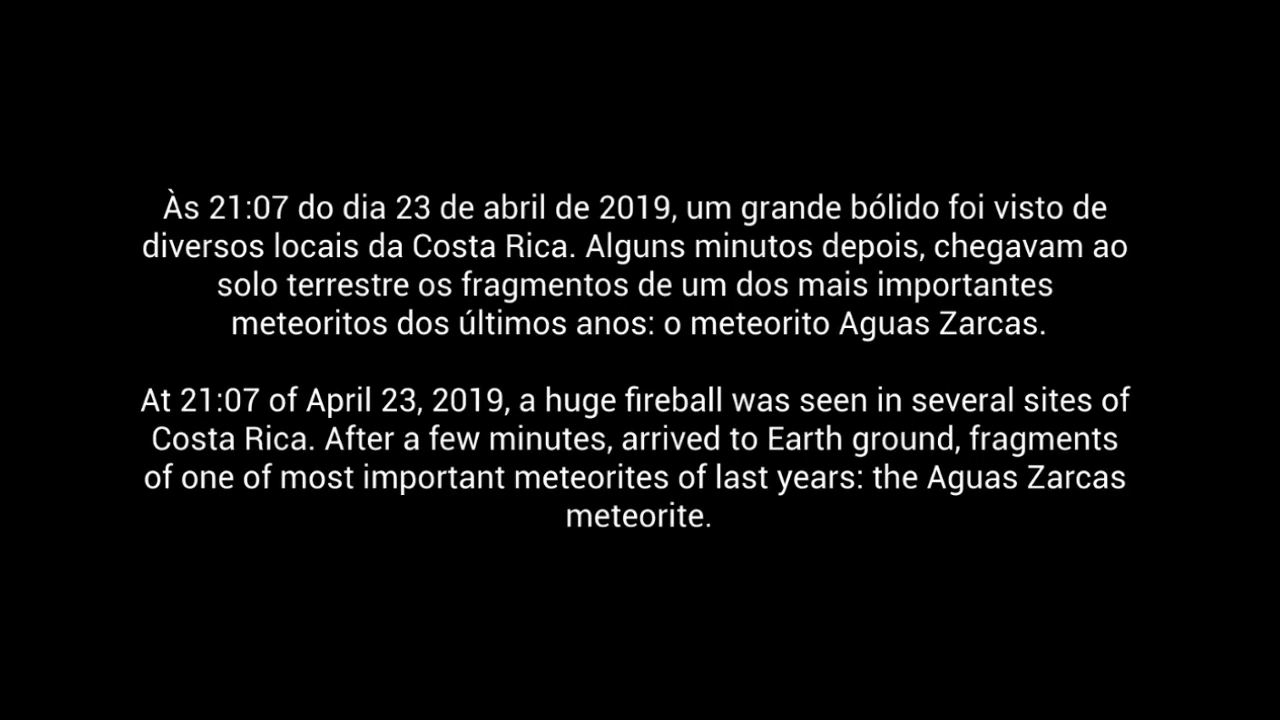 Às 21:07 do dia 23 de abril de 2019, um grande bólido foi visto de
diversos locais da Costa Rica. Alguns minutos depois, chegavam ao
solo terrestre os fragmentos de um dos mais importantes
meteoritos dos últimos anos: o meteorito Aguas Zarcas.
At 21:07 of April 23, 2019, a huge fireball was seen in several sites of
Costa Rica. After a few minutes, arrived to Earth ground, fragments
of one of most important meteorites of last years: the Aguas Zarcas
meteorite.